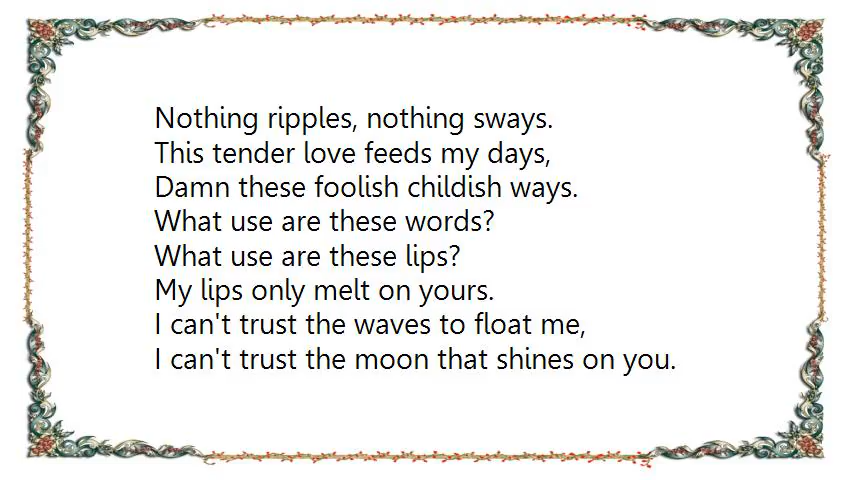 Nothing ripples, nothing sways.
This tender love feeds my days,
Damn these foolish childish ways.
What use are these words?
What use are these lips?
My lips only melt on yours.
I can't trust the waves to float me,
I can't trust the moon that shines on you.